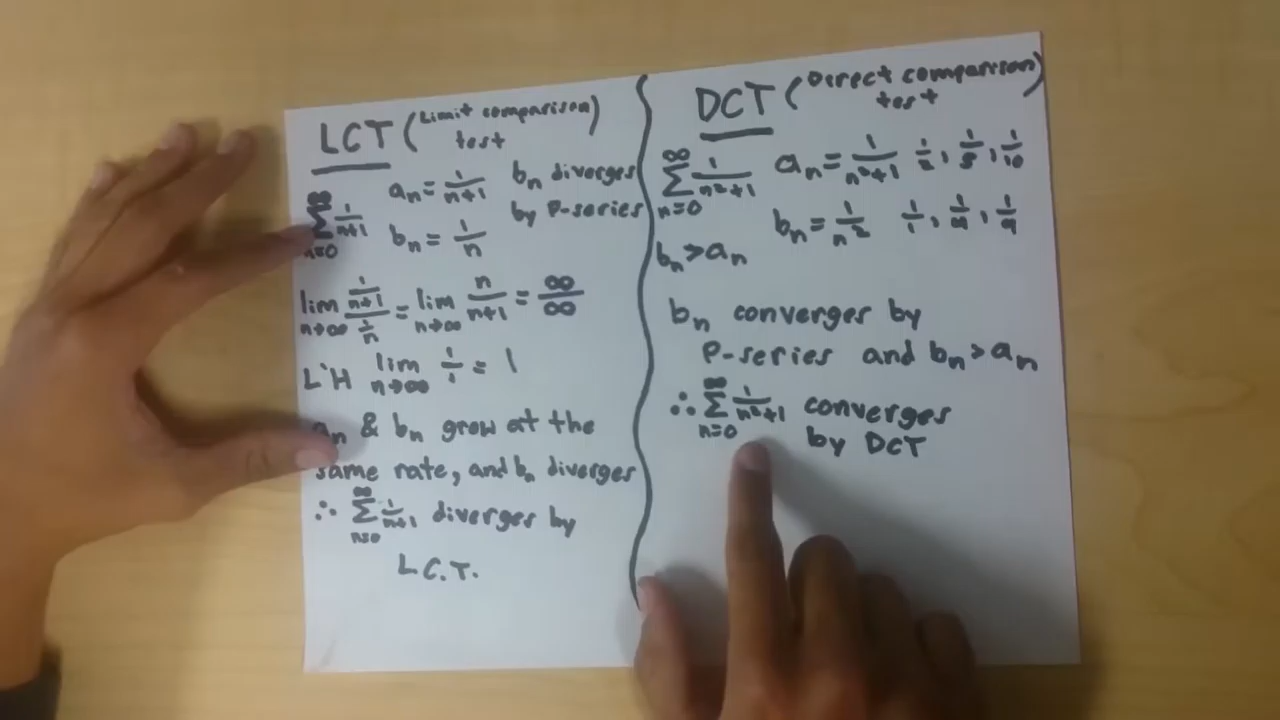 LCT (Limit comparison) test
∞ Σ n=0 1/n+1 an = 1/n+1 bn diverges
by P-series
bn = 1/n
lim n→∞ 1/n+1 / 1/n = lim n→∞ n/n+1 = ∞/∞
L'H lim n→∞ 1/1 = 1
an & bn grow at the
same rate, and bn diverges
∴ ∞ Σ n=0 1/n+1 diverges by
L.C.T.
DCT (Direct comparison) test
∞ Σ n=0 1/n²+1 an = 1/n²+1 1/2, 1/5, 1/10
bn = 1/n² 1/1, 1/4, 1/9
bn > an
bn converges by
P-series and bn > an
∴ ∞ Σ n=0 1/n²+1 converges
by DCT